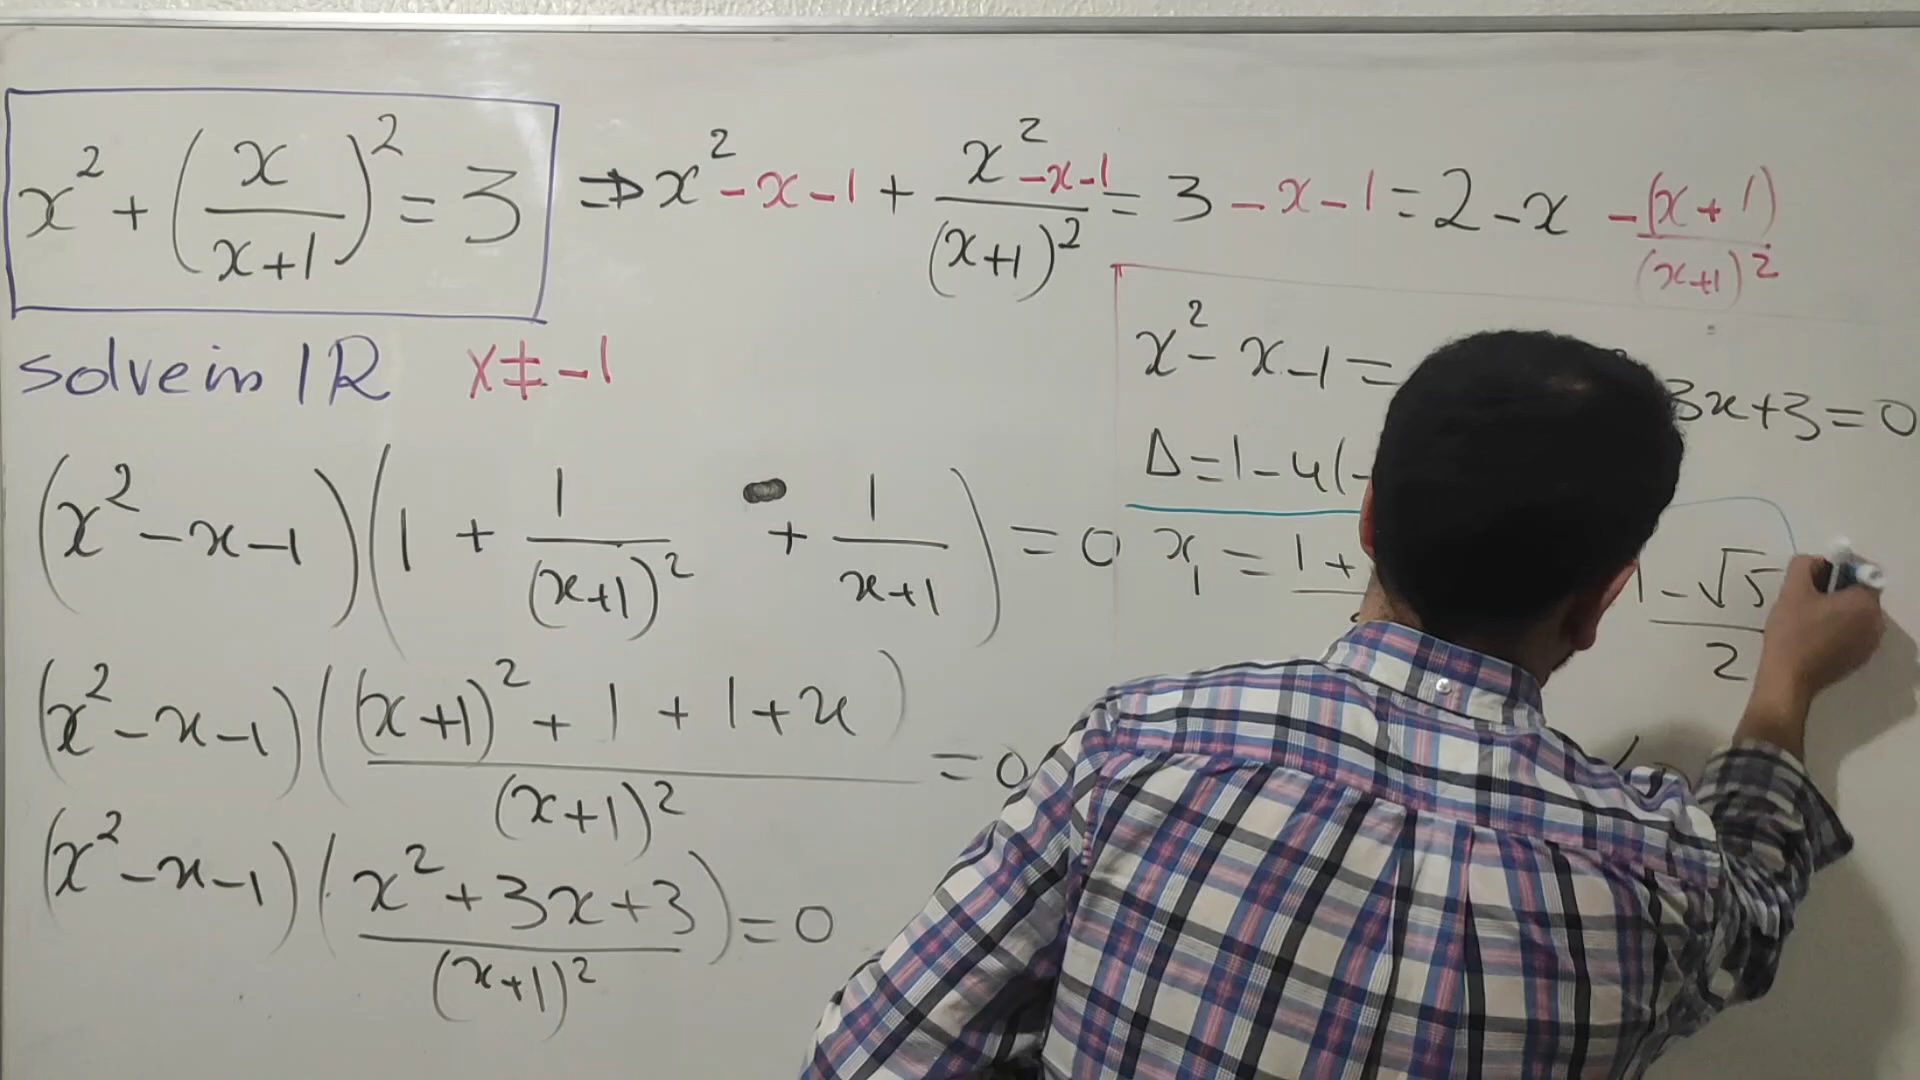 x² + (x/(x+1))² = 3 ⇒ x² - x - 1 + (x² - x - 1)/(x+1)² = 3 - x - 1 = 2 - x - (x+1)/(x+1)²
solve in IR x ≠ -1
x² - x - 1 =
3x + 3 = 0
Δ = 1 - 4(-
(x² - x - 1)(1 + 1/(x+1)² + 1/(x+1)) = 0
x₁ = 1 +
1 - √5 / 2
(x² - x - 1)(((x+1)² + 1 + 1 + x)/(x+1)²) = 0
(x² - x - 1)((x² + 3x + 3)/(x+1)²) = 0